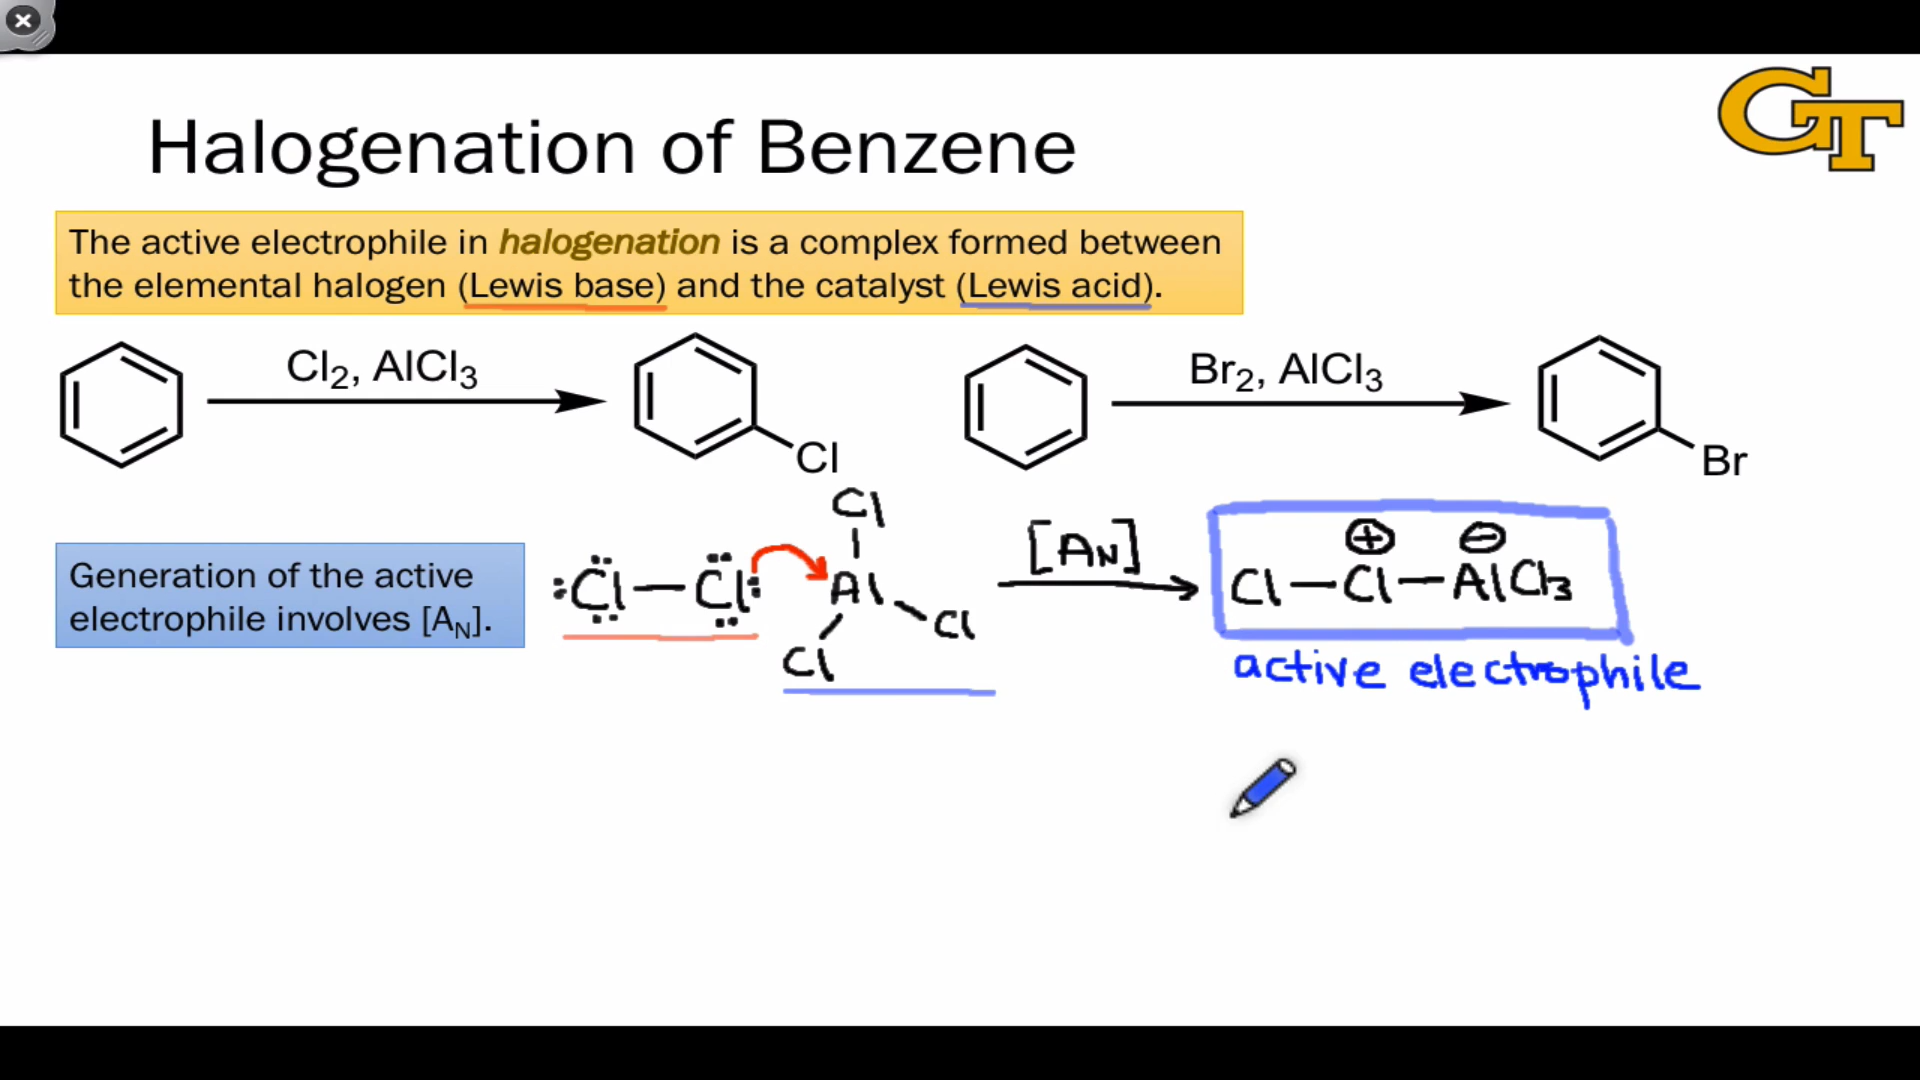 GT
Halogenation of Benzene
The active electrophile in halogenation is a complex formed between
the elemental halogen (Lewis base) and the catalyst (Lewis acid).
Cl₂, AlCl₃
Cl
Br₂, AlCl₃
Br
Generation of the active
electrophile involves [Aₙ].
:Cl—Cl:
Cl
Al
Cl
Cl
[Aₙ]
⊕ ⊖
Cl—Cl—AlCl₃
active electrophile